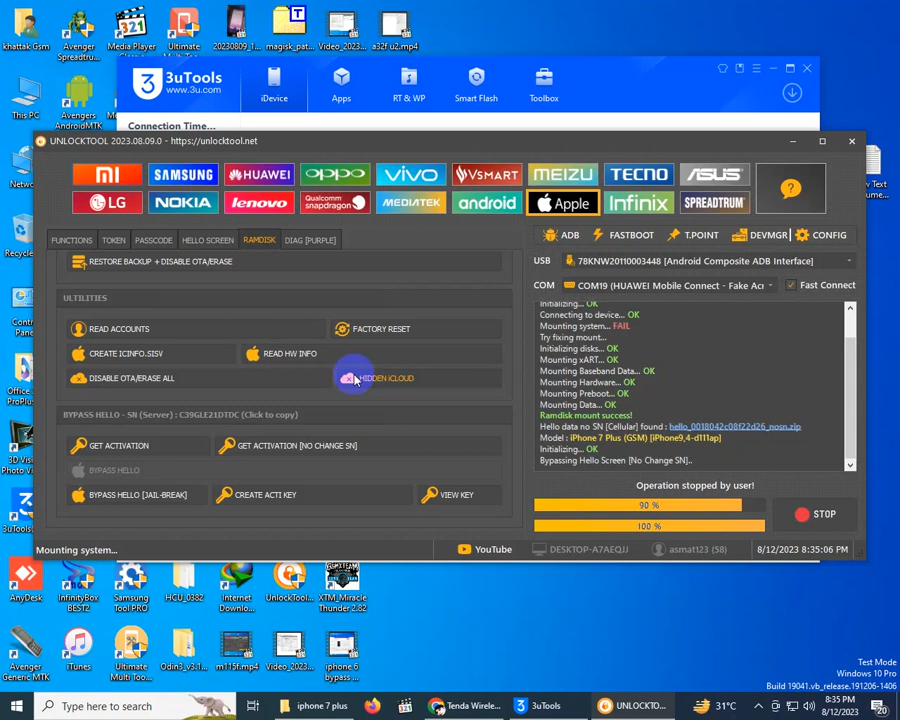 khattak Gsm
Avenger Spreadtru...
Media Player Classic
Ultimate Multi Too...
20230809_1...
magisk_pat...
Video_2023...
a32f u2.mp4
3uTools
www.3u.com
iDevice
Apps
RT & WP
Smart Flash
Toolbox
Connection Time...
This PC
Avengers AndroidMTK
UNLOCKTOOL 2023.08.09.0 - https://unlocktool.net
SAMSUNG
HUAWEI
oppo
vivo
VSMART
MEIZU
TECNO
ASUS
LG
NOKIA
lenovo
Qualcomm snapdragon
MEDIATEK
android
Apple
Infinix
SPREADTRUM
?
FUNCTIONS
TOKEN
PASSCODE
HELLO SCREEN
RAMDISK
DIAG [PURPLE]
ADB
FASTBOOT
T.POINT
DEVMGR
CONFIG
RESTORE BACKUP + DISABLE OTA/ERASE
USB
78KNW20110003448 [Android Composite ADB Interface]
COM
COM19 (HUAWEI Mobile Connect - Fake Acq
Fast Connect
ULTILITIES
READ ACCOUNTS
FACTORY RESET
CREATE ICINFO.SISV
READ HW INFO
DISABLE OTA/ERASE ALL
HIDDEN iCLOUD
BYPASS HELLO - SN (Server) : C39GLE21DTDC (Click to copy)
GET ACTIVATION
GET ACTIVATION [NO CHANGE SN]
BYPASS HELLO
BYPASS HELLO [JAIL-BREAK]
CREATE ACTI KEY
VIEW KEY
Initializing... OK
Connecting to device... OK
Mounting system... FAIL
Try fixing mount...
Initializing disks... OK
Mounting xART... OK
Mounting Baseband Data... OK
Mounting Hardware... OK
Mounting Preboot... OK
Mounting Data... OK
Ramdisk mount success!
Hello data no SN [Cellular] found : hello_0018042c08f22d26_nosn.zip
Model : iPhone 7 Plus (GSM) [iPhone9,4-d111ap]
Initializing... OK
Bypassing Hello Screen [No Change SN]..
Operation stopped by user!
90 %
100 %
STOP
Mounting system...
YouTube
DESKTOP-A7AEQJJ
asmat123 (58)
8/12/2023 8:35:06 PM
AnyDesk
InfinityBox BEST2
Samsung Tool PRO
HCU_0382
Internet Downlo...
UnlockTool...
XTM_Miracle Thunder 2.82
Avenger Generic MTK
iTunes
Ultimate Multi Too...
Odin3_v3.1...
m115f.mp4
Video_2023...
iphone 6 bypass ...
Test Mode
Windows 10 Pro
Build 19041.vb_release.191206-1406
Type here to search
iphone 7 plus
Tenda Wirele...
3uTools
UNLOCKTO...
31°C
8:35 PM
8/12/2023
20